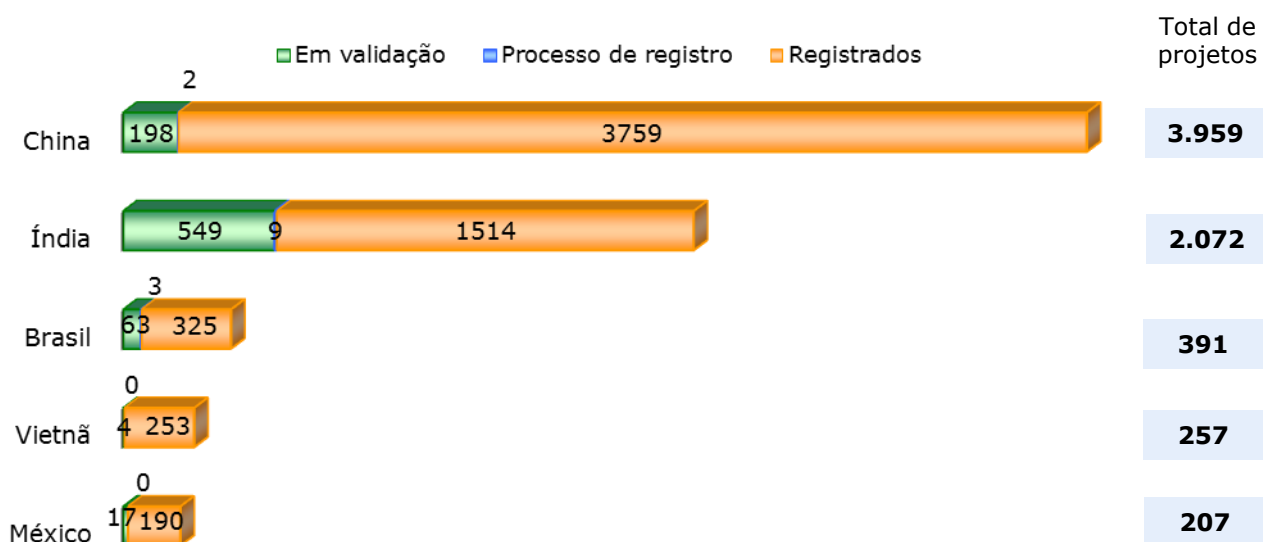 Total de
projetos
Em validação Processo de registro Registrados
2
China 198 3759 3.959
Índia 549 9 1514 2.072
3
Brasil 63 325 391
0
Vietnã 4 253 257
0
México 17 190 207